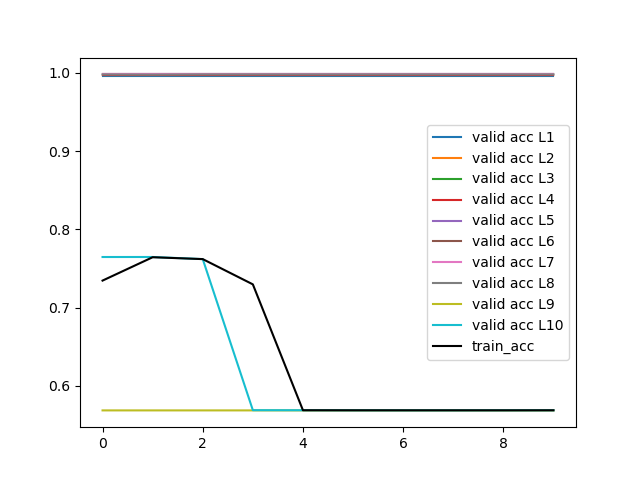 1.0
0.9
0.8
0.7
0.6
0
2
4
6
8
valid acc L1
valid acc L2
valid acc L3
valid acc L4
valid acc L5
valid acc L6
valid acc L7
valid acc L8
valid acc L9
valid acc L10
train_acc